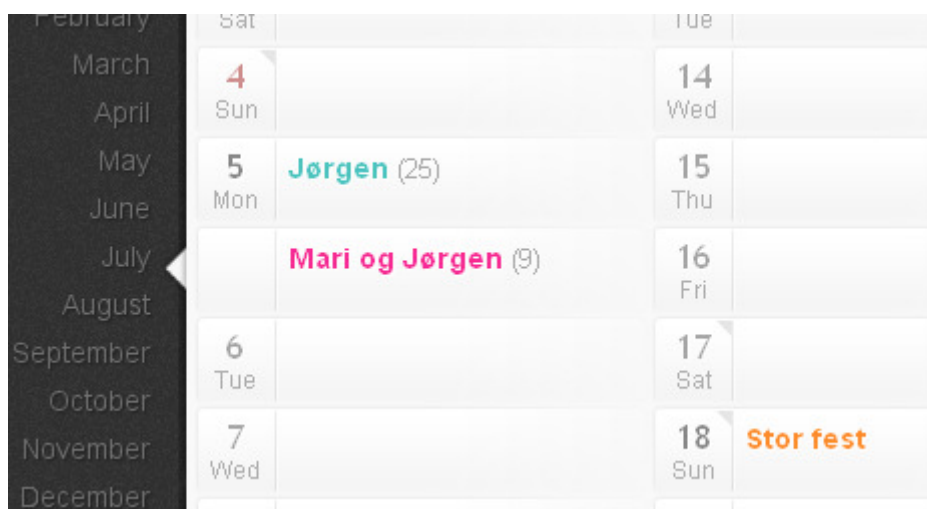 February
March
April
May
June
July
August
September
October
November
December
Sat
4
Sun
5
Mon
Jørgen (25)
Mari og Jørgen (9)
6
Tue
7
Wed
Tue
14
Wed
15
Thu
16
Fri
17
Sat
18
Sun
Stor fest